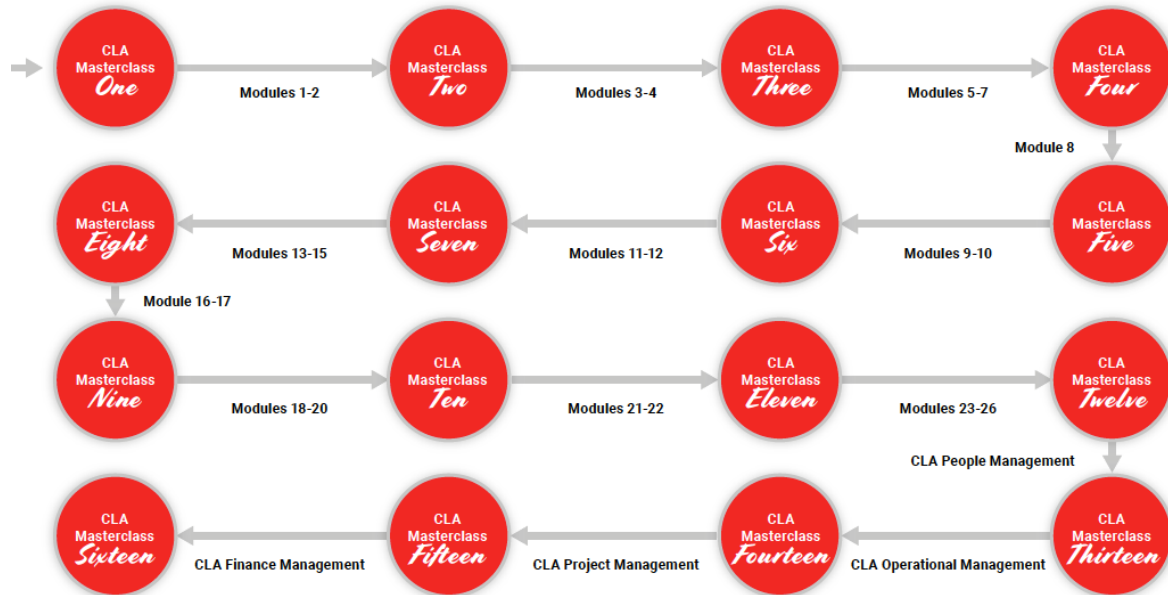 CLA
Masterclass
One
Modules 1-2
CLA
Masterclass
Two
Modules 3-4
CLA
Masterclass
Three
Modules 5-7
CLA
Masterclass
Four
Module 8
CLA
Masterclass
Five
Modules 9-10
CLA
Masterclass
Six
Modules 11-12
CLA
Masterclass
Seven
Modules 13-15
CLA
Masterclass
Eight
Module 16-17
CLA
Masterclass
Nine
Modules 18-20
CLA
Masterclass
Ten
Modules 21-22
CLA
Masterclass
Eleven
Modules 23-26
CLA
Masterclass
Twelve
CLA People Management
CLA
Masterclass
Thirteen
CLA Operational Management
CLA
Masterclass
Fourteen
CLA Project Management
CLA
Masterclass
Fifteen
CLA Finance Management
CLA
Masterclass
Sixteen